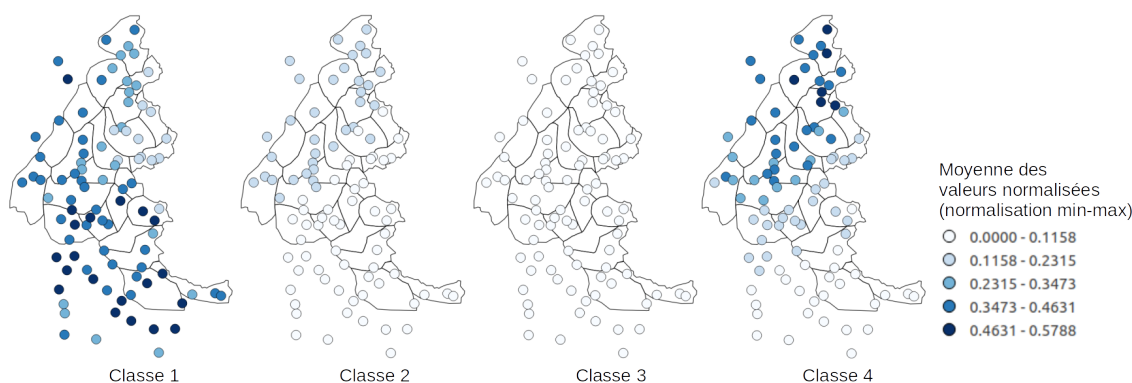 Moyenne des
valeurs normalisées
(normalisation min-max)
0.0000 - 0.1158
0.1158 - 0.2315
0.2315 - 0.3473
0.3473 - 0.4631
0.4631 - 0.5788
Classe 1
Classe 2
Classe 3
Classe 4